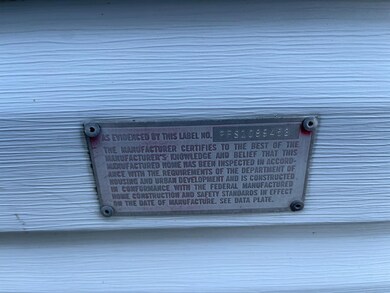 AS EVIDENCED BY THIS LABEL NO.
THE MANUFACTURER CERTIFIES TO THE BEST OF THE
MANUFACTURER'S KNOWLEDGE AND BELIEF THAT THIS
MANUFACTURED HOME HAS BEEN INSPECTED IN ACCORD-
ANCE WITH THE REQUIREMENTS OF THE DEPARTMENT OF
HOUSING AND URBAN DEVELOPMENT AND IS CONSTRUCTED
IN CONFORMANCE WITH THE FEDERAL MANUFACTURED
HOME CONSTRUCTION AND SAFETY STANDARDS IN EFFECT
ON THE DATE OF MANUFACTURE. SEE DATA PLATE.